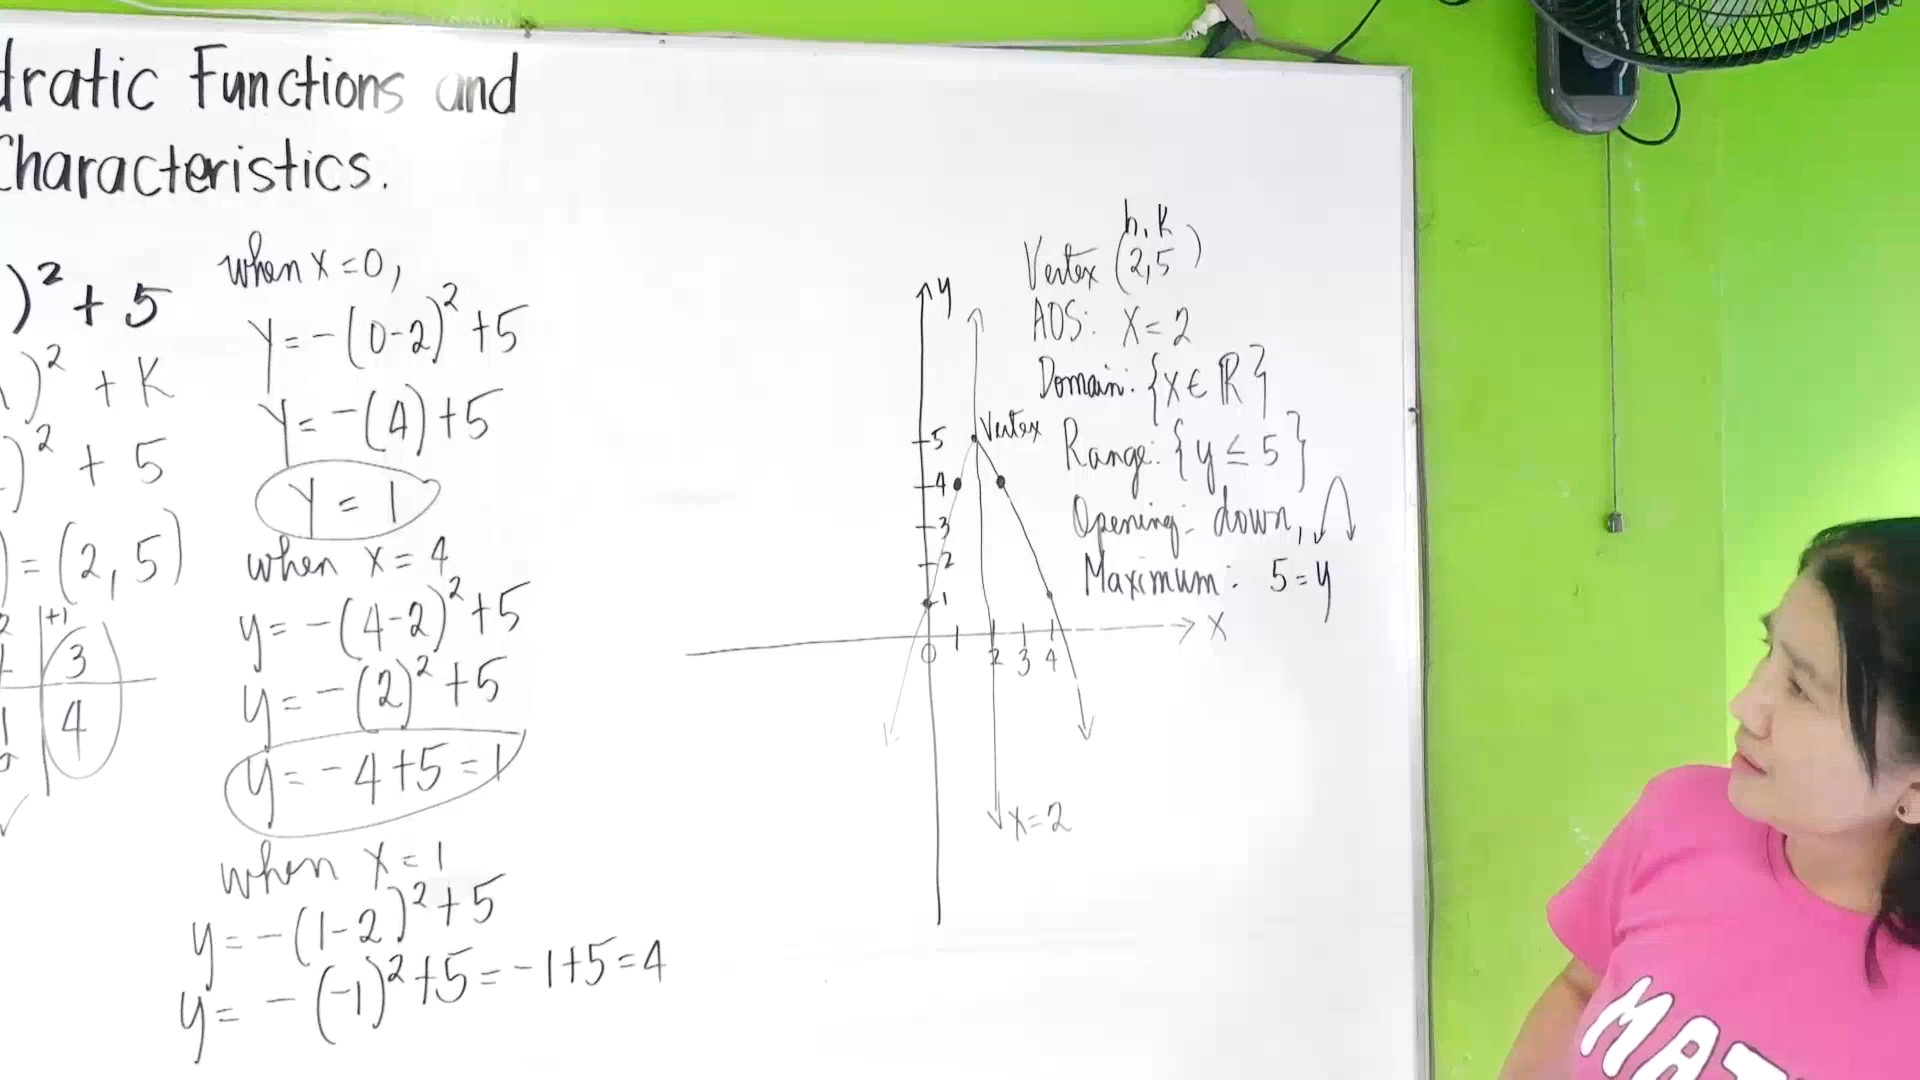 dratic Functions and
Characteristics.
)² + 5
)² + K
)² + 5
) = (2, 5)
+1
3
1
4
when x = 0,
y = -(0-2)² + 5
y = -(4) + 5
y = 1
when x = 4
y = -(4-2)² + 5
y = -(2)² + 5
y = -4+5 = 1
when x = 1
y = -(1-2)² + 5
y = -(-1)² + 5 = -1+5 = 4
y
5
Vertex
4
3
2
1
0 1 2 3 4
X
x = 2
h, K
Vertex (2,5)
AOS: X = 2
Domain: {x ∈ ℝ}
Range: {y ≤ 5}
Opening: down,
Maximum: 5 = y
MAT